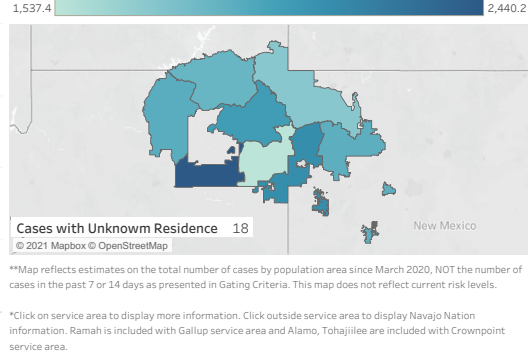 1,537.4 2,440.2
New Mexico
Cases with Unknowm Residence 18
© 2021 Mapbox © OpenStreetMap
**Map reflects estimates on the total number of cases by population area since March 2020, NOT the number of
cases in the past 7 or 14 days as presented in Gating Criteria. This map does not reflect current risk levels.
*Click on service area to display more information. Click outside service area to display Navajo Nation
information. Ramah is included with Gallup service area and Alamo, Tohajiilee are included with Crownpoint
service area.